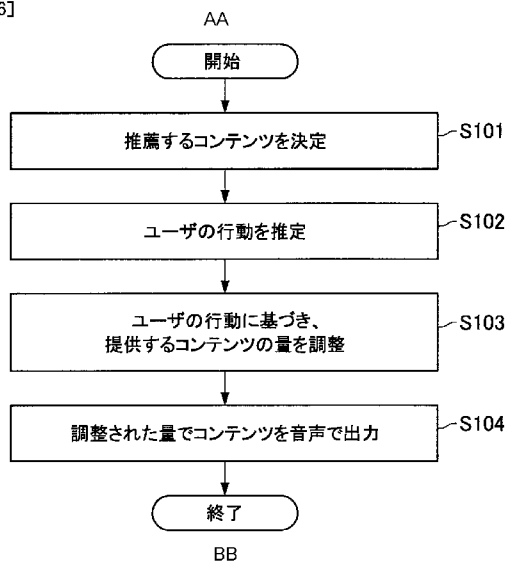 6]
AA
開始
推薦するコンテンツを決定
S101
ユーザの行動を推定
S102
ユーザの行動に基づき、
提供するコンテンツの量を調整
S103
調整された量でコンテンツを音声で出力
S104
終了
BB